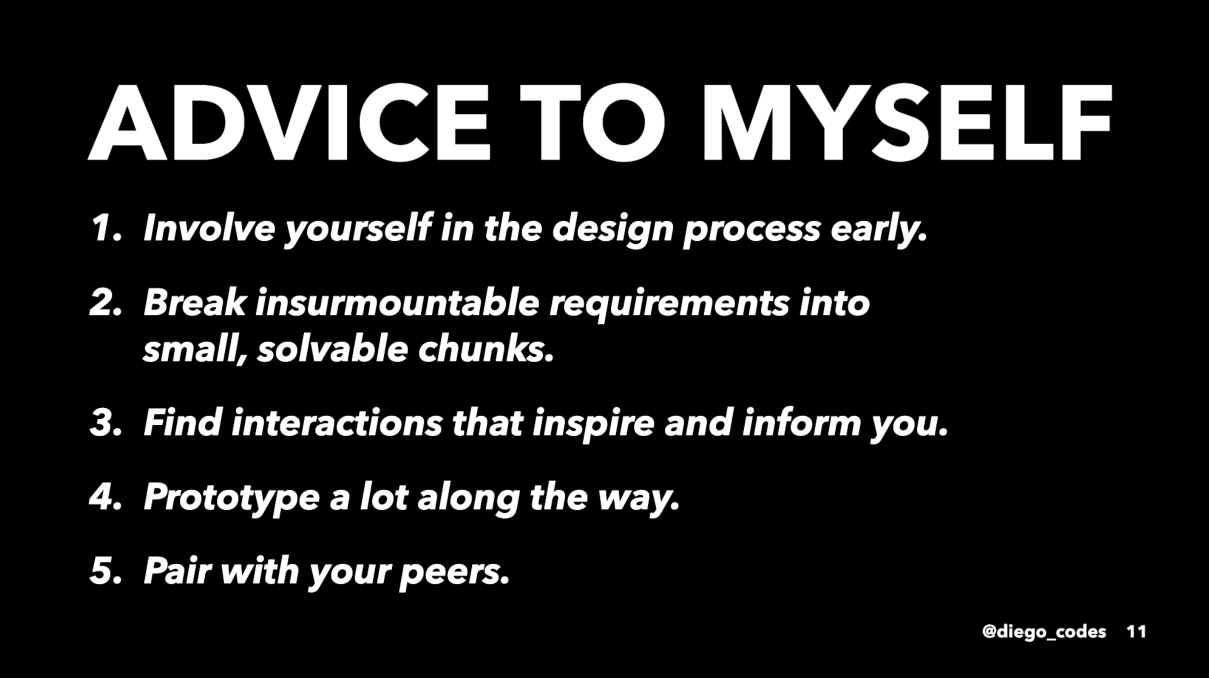 ADVICE TO MYSELF
1. Involve yourself in the design process early.
2. Break insurmountable requirements into
small, solvable chunks.
3. Find interactions that inspire and inform you.
4. Prototype a lot along the way.
5. Pair with your peers.
@diego_codes 11